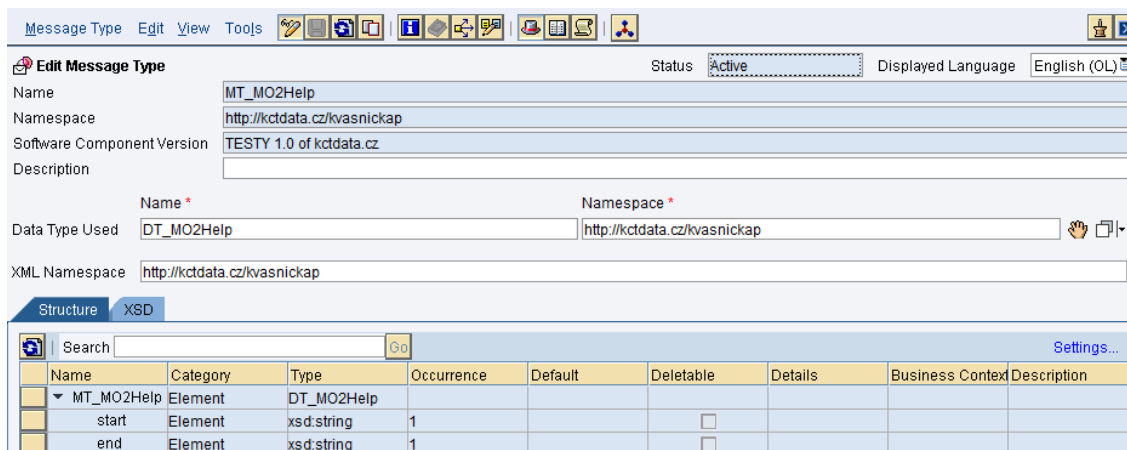 Message Type Edit View Tools
Edit Message Type Status Active Displayed Language English (OL)
Name MT_MO2Help
Namespace http://kctdata.cz/kvasnickap
Software Component Version TESTY 1.0 of kctdata.cz
Description
Name * Namespace *
Data Type Used DT_MO2Help http://kctdata.cz/kvasnickap
XML Namespace http://kctdata.cz/kvasnickap
Structure XSD
Search Go Settings...
Name Category Type Occurrence Default Deletable Details Business Context Description
MT_MO2Help Element DT_MO2Help
start Element xsd:string 1
end Element xsd:string 1